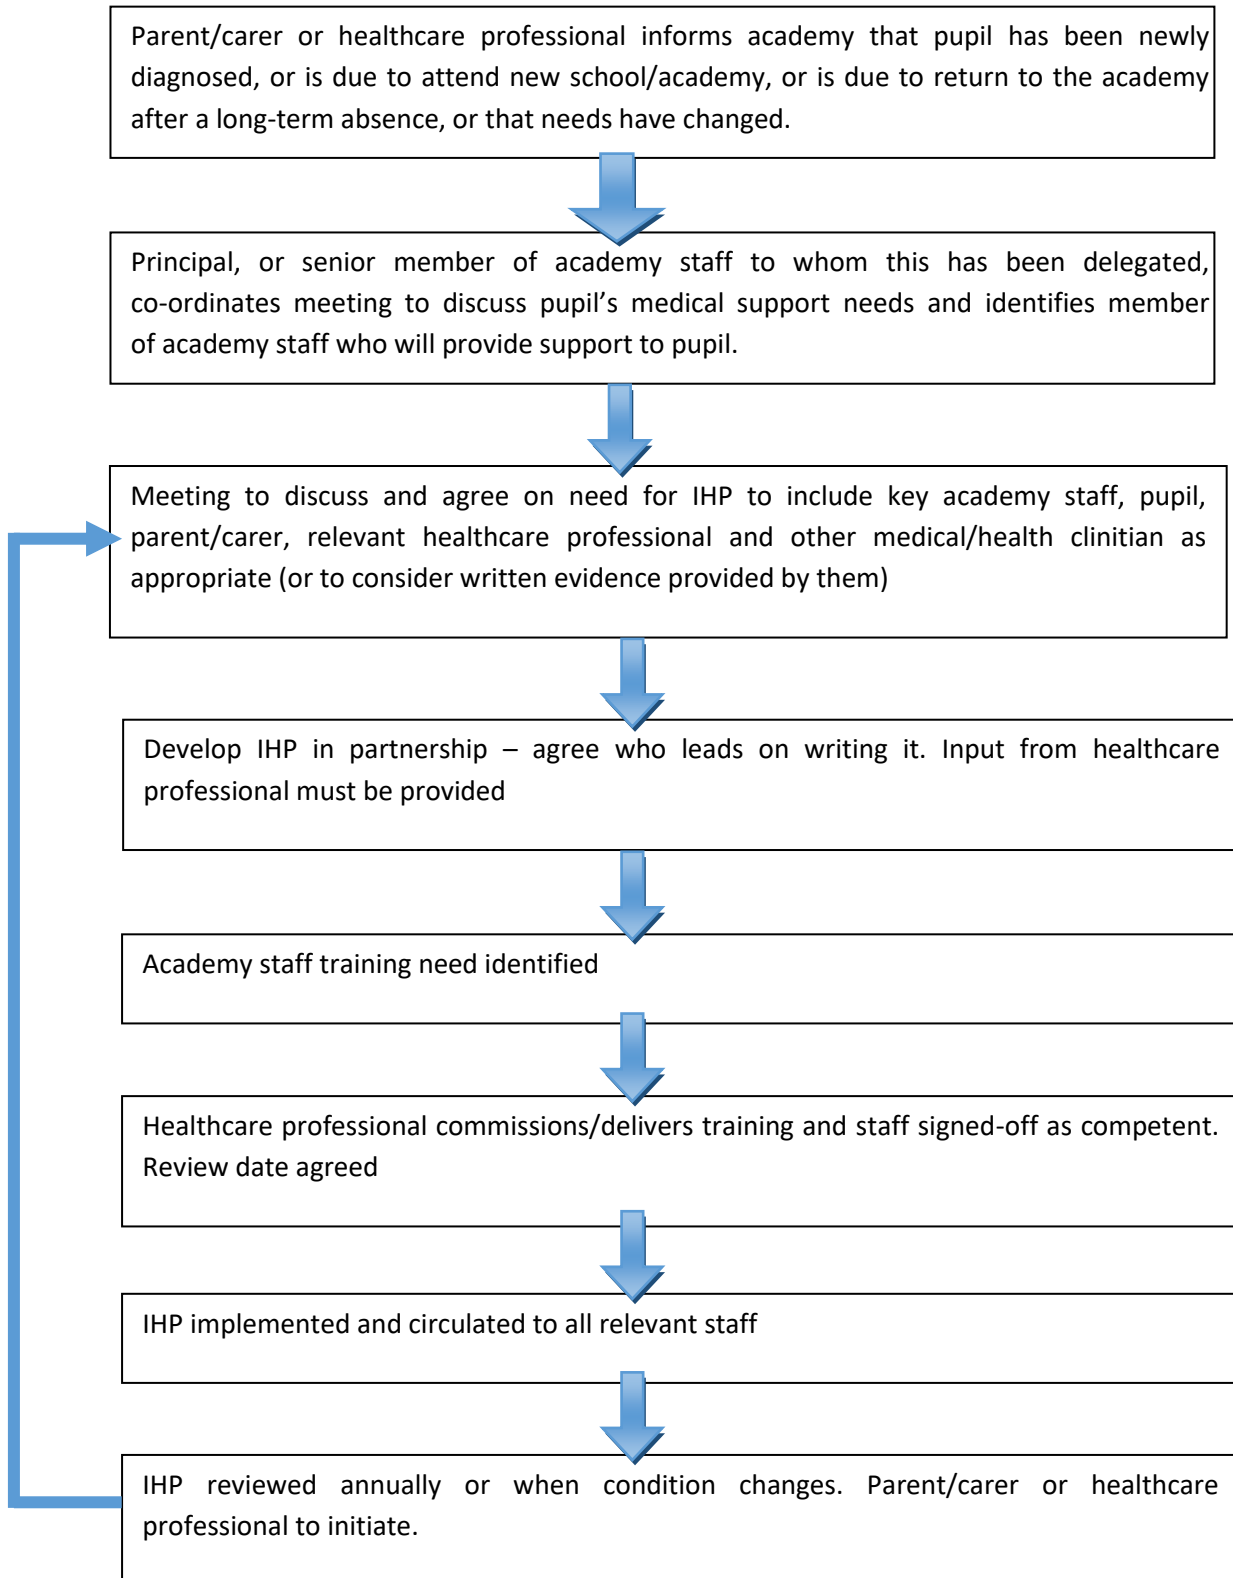 Parent/carer or healthcare professional informs academy that pupil has been newly
diagnosed, or is due to attend new school/academy, or is due to return to the academy
after a long-term absence, or that needs have changed.
Principal, or senior member of academy staff to whom this has been delegated,
co-ordinates meeting to discuss pupil’s medical support needs and identifies member
of academy staff who will provide support to pupil.
Meeting to discuss and agree on need for IHP to include key academy staff, pupil,
parent/carer, relevant healthcare professional and other medical/health clinitian as
appropriate (or to consider written evidence provided by them)
Develop IHP in partnership – agree who leads on writing it. Input from healthcare
professional must be provided
Academy staff training need identified
Healthcare professional commissions/delivers training and staff signed-off as competent.
Review date agreed
IHP implemented and circulated to all relevant staff
IHP reviewed annually or when condition changes. Parent/carer or healthcare
professional to initiate.